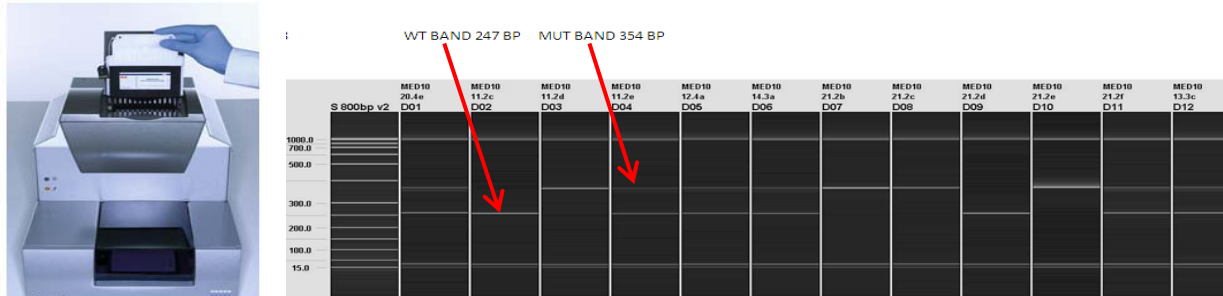 WT BAND 247 BP MUT BAND 354 BP
MED10 MED10 MED10 MED10 MED10 MED10 MED10 MED10 MED10 MED10 MED10 MED10
20.4e 11.2c 11.2d 11.2e 12.4a 14.3a 21.2b 21.2c 21.2d 21.2e 21.2f 13.3c
S 800bp v2 D01 D02 D03 D04 D05 D06 D07 D08 D09 D10 D11 D12
1000.0
700.0
500.0
300.0
200.0
100.0
15.0